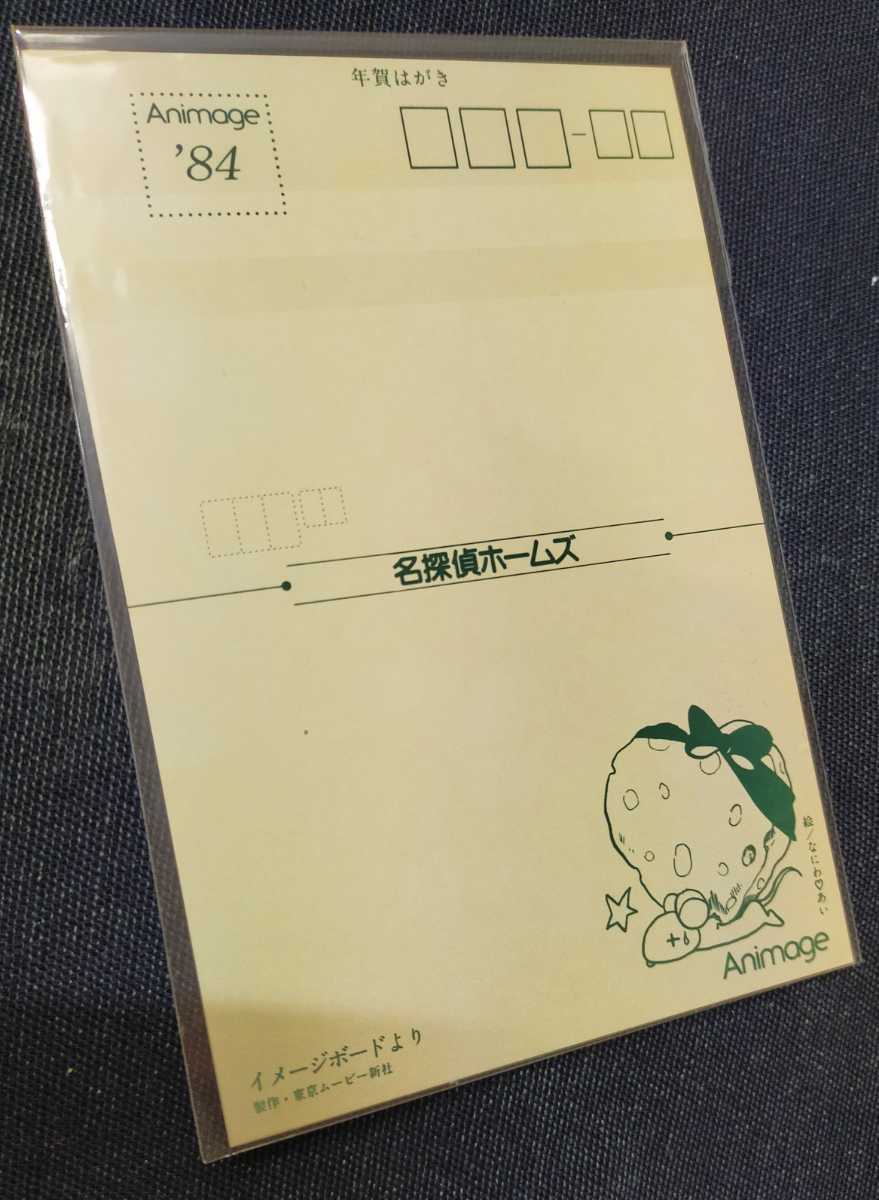 年賀はがき
Animage
'84
名探偵ホームズ
絵/なにわ♡あい
Animage
イメージボードより
製作・東京ムービー新社